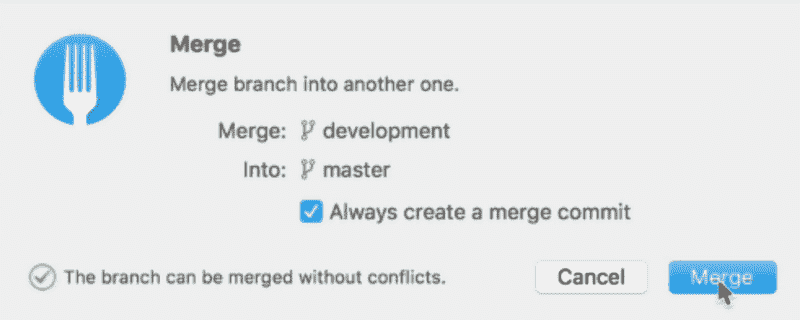 Merge
Merge branch into another one.
Merge: development
Into: master
Always create a merge commit
The branch can be merged without conflicts.
Cancel
Merge